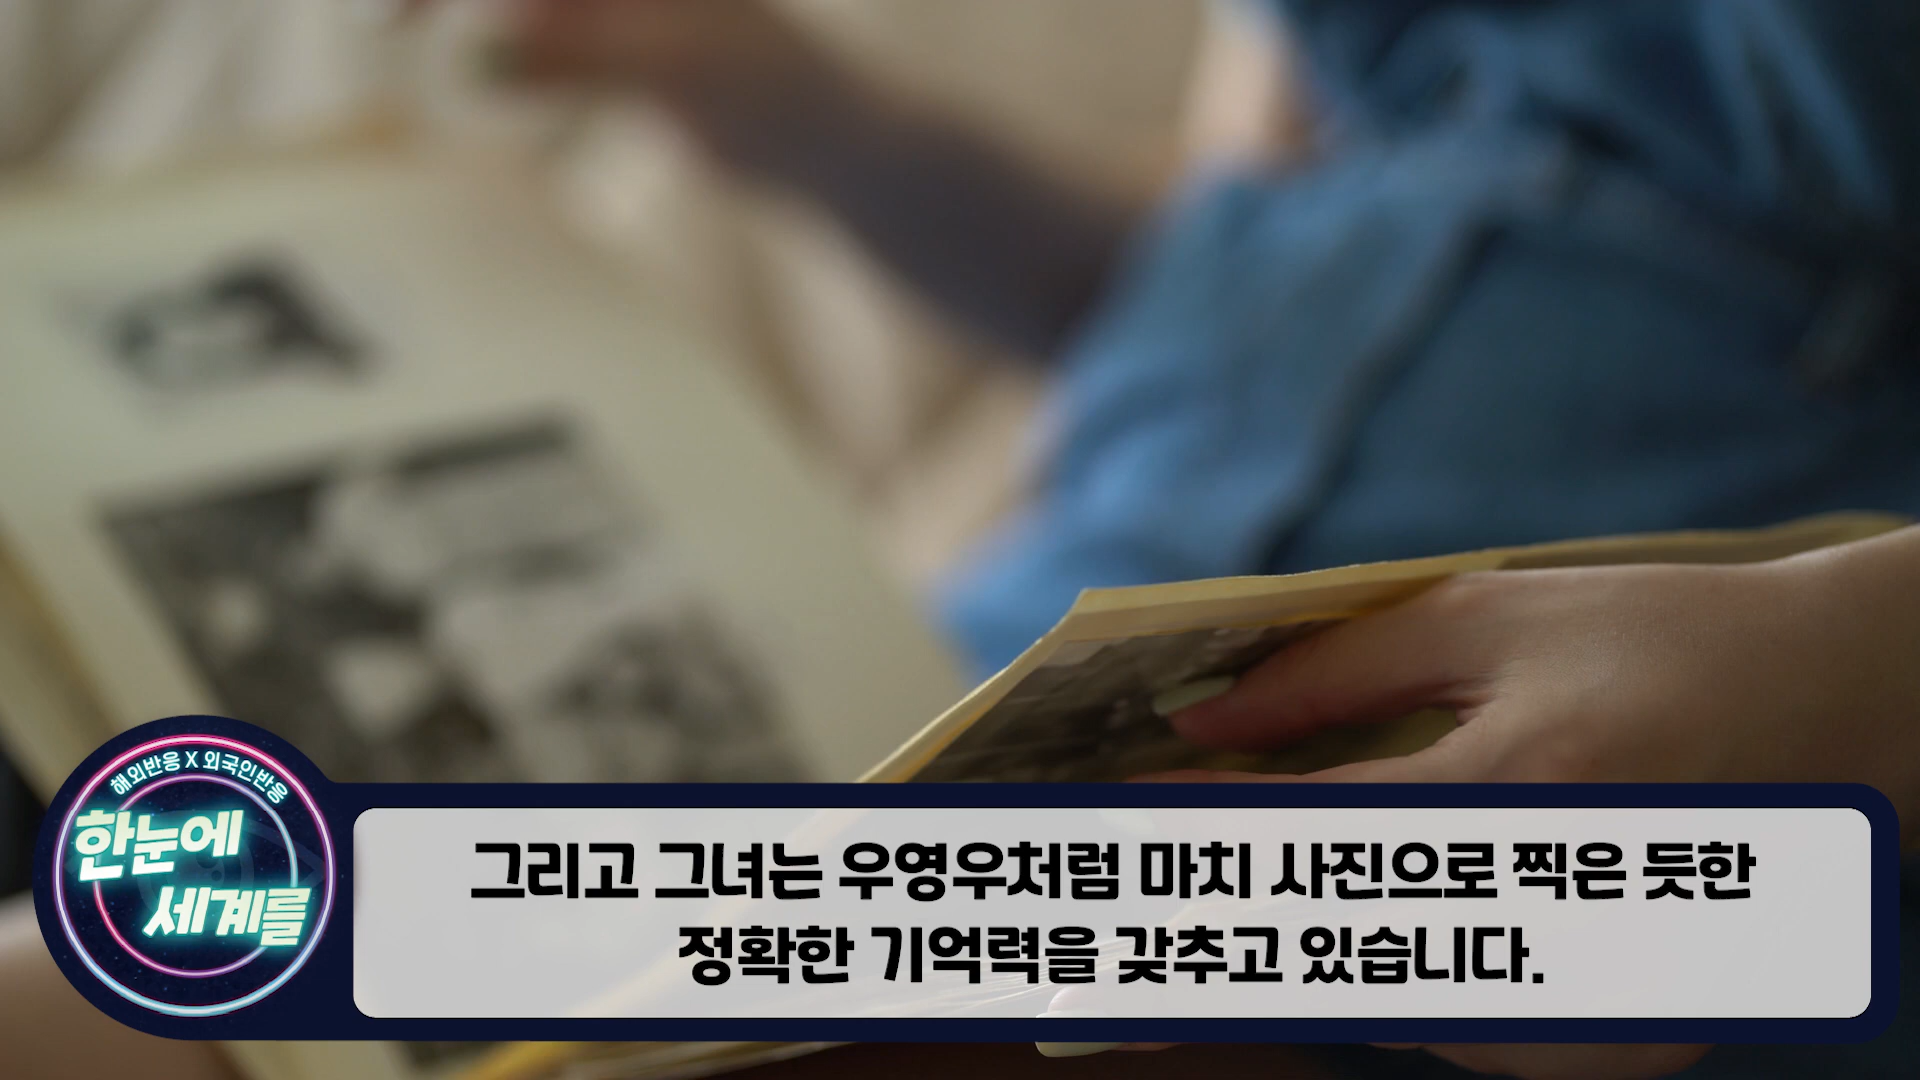 해외반응 X 외국인반응
한눈에
세계를
그리고 그녀는 우영우처럼 마치 사진으로 찍은 듯한
정확한 기억력을 갖추고 있습니다.